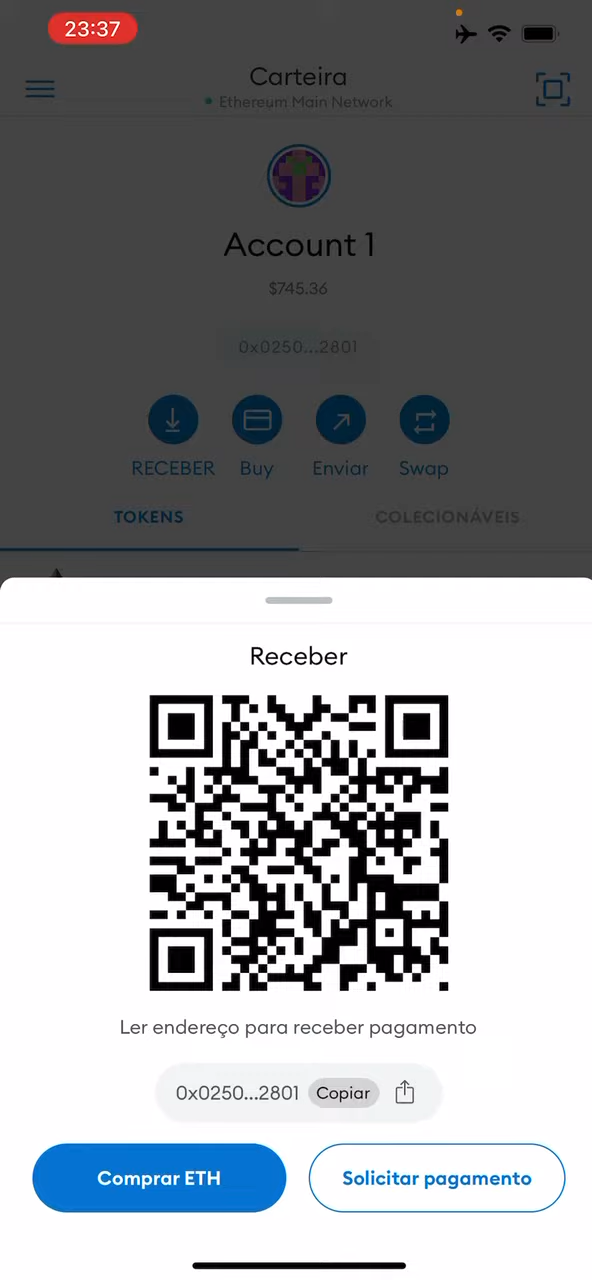 23:37
Carteira
Ethereum Main Network
Account 1
$745.36
0x0250...2801
RECEBER Buy Enviar Swap
TOKENS COLECIONÁVEIS
Receber
Ler endereço para receber pagamento
0x0250...2801 Copiar
Comprar ETH Solicitar pagamento